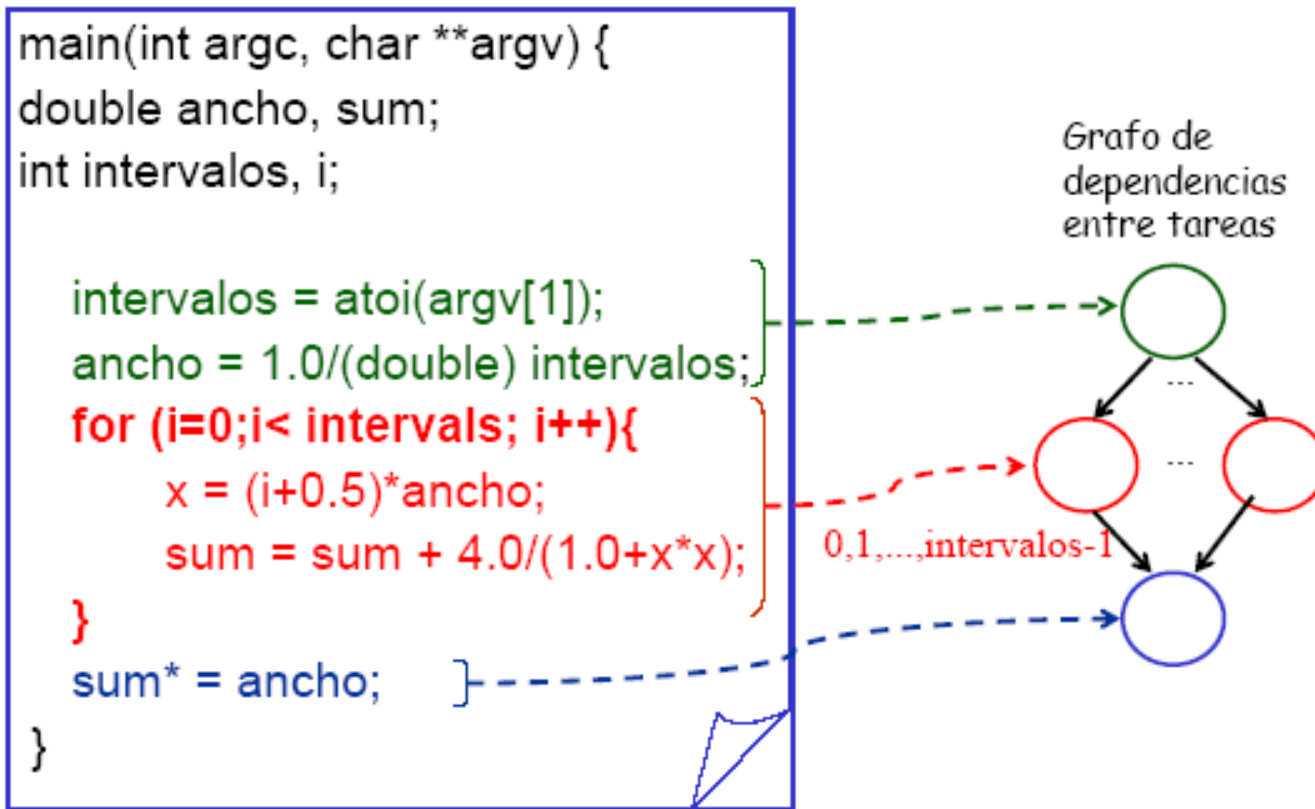 main(int argc, char **argv) {
double ancho, sum;
int intervalos, i;
intervalos = atoi(argv[1]);
ancho = 1.0/(double) intervalos;
for (i=0;i< intervals; i++){
x = (i+0.5)*ancho;
sum = sum + 4.0/(1.0+x*x);
}
sum* = ancho;
}
Grafo de
dependencias
entre tareas
...
...
0,1,...,intervalos-1